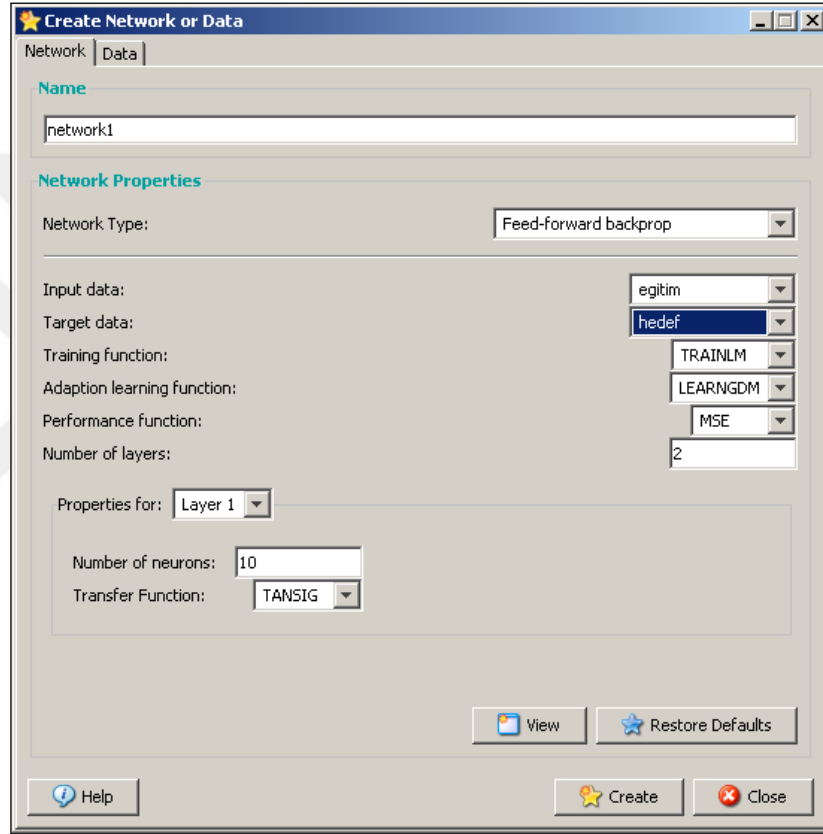 Create Network or Data
Network Data
Name
network1
Network Properties
Network Type: Feed-forward backprop
Input data: egitim
Target data: hedef
Training function: TRAINLM
Adaption learning function: LEARNGDM
Performance function: MSE
Number of layers: 2
Properties for: Layer 1
Number of neurons: 10
Transfer Function: TANSIG
View Restore Defaults
Help Create Close